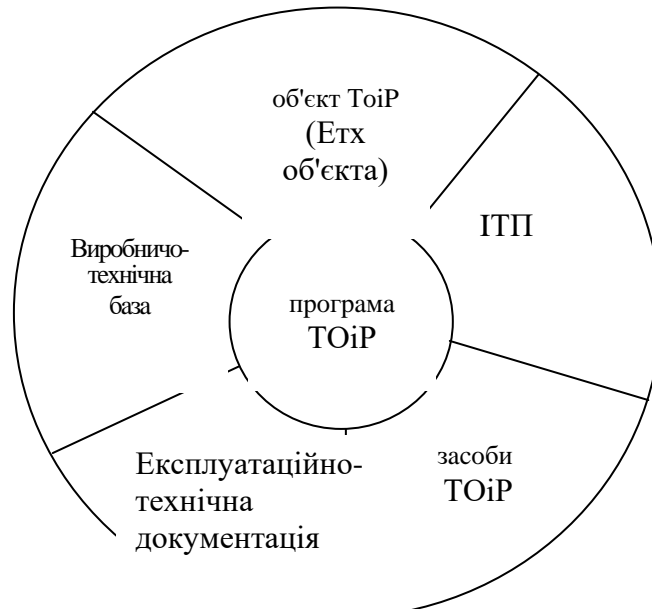 об'єкт ТоіР
(Етх
об'єкта)
ІТП
Виробничо-
технічна
база
програма
ТОіР
Експлуатаційно-
технічна
документація
засоби
ТОіР